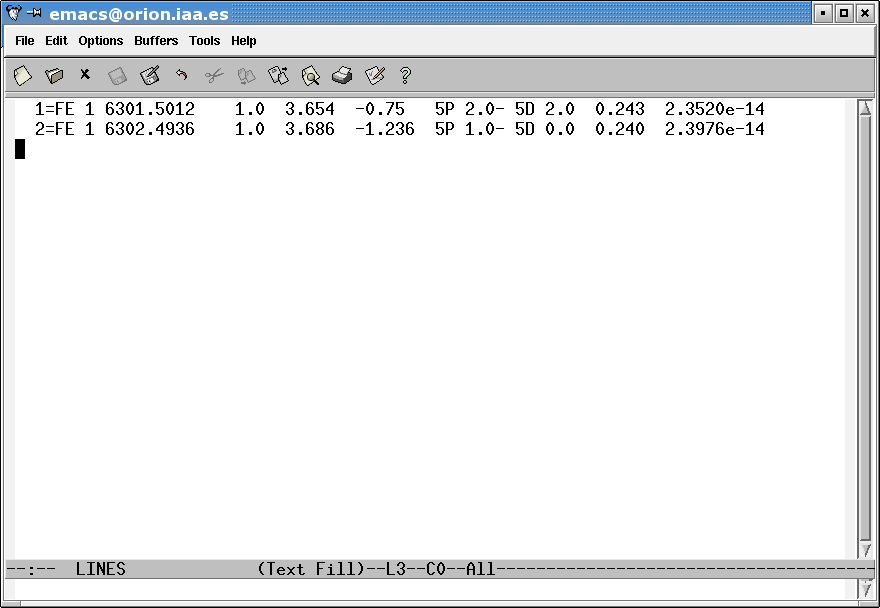 emacs@orion.iaa.es
File Edit Options Buffers Tools Help
1=FE 1 6301.5012    1.0  3.654  -0.75   5P 2.0- 5D 2.0  0.243  2.3520e-14
2=FE 1 6302.4936    1.0  3.686  -1.236  5P 1.0- 5D 0.0  0.240  2.3976e-14
--:--  LINES             (Text Fill)--L3--C0--All--------------------------------------